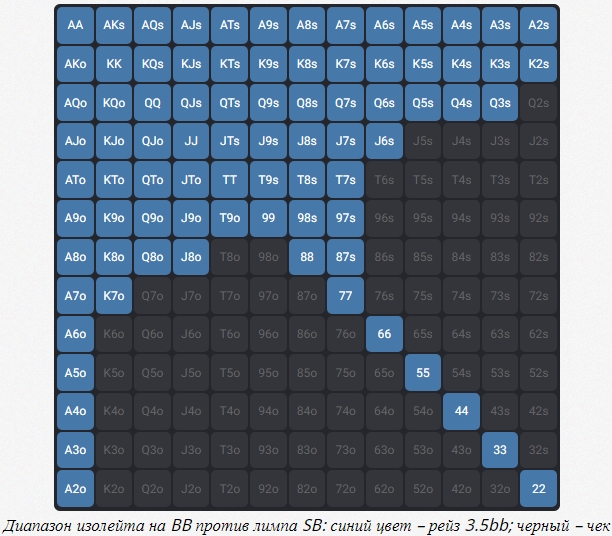 AA AKs AQs AJs ATs A9s A8s A7s A6s A5s A4s A3s A2s
AKo KK KQs KJs KTs K9s K8s K7s K6s K5s K4s K3s K2s
AQo KQo QQ QJs QTs Q9s Q8s Q7s Q6s Q5s Q4s Q3s Q2s
AJo KJo QJo JJ JTs J9s J8s J7s J6s J5s J4s J3s J2s
ATo KTo QTo JTo TT T9s T8s T7s T6s T5s T4s T3s T2s
A9o K9o Q9o J9o T9o 99 98s 97s 96s 95s 94s 93s 92s
A8o K8o Q8o J8o T8o 98o 88 87s 86s 85s 84s 83s 82s
A7o K7o Q7o J7o T7o 97o 87o 77 76s 75s 74s 73s 72s
A6o K6o Q6o J6o T6o 96o 86o 76o 66 65s 64s 63s 62s
A5o K5o Q5o J5o T5o 95o 85o 75o 65o 55 54s 53s 52s
A4o K4o Q4o J4o T4o 94o 84o 74o 64o 54o 44 43s 42s
A3o K3o Q3o J3o T3o 93o 83o 73o 63o 53o 43o 33 32s
A2o K2o Q2o J2o T2o 92o 82o 72o 62o 52o 42o 32o 22
Диапазон изолейта на BB против лимпа SB: синий цвет – рейз 3.5bb; черный – чек